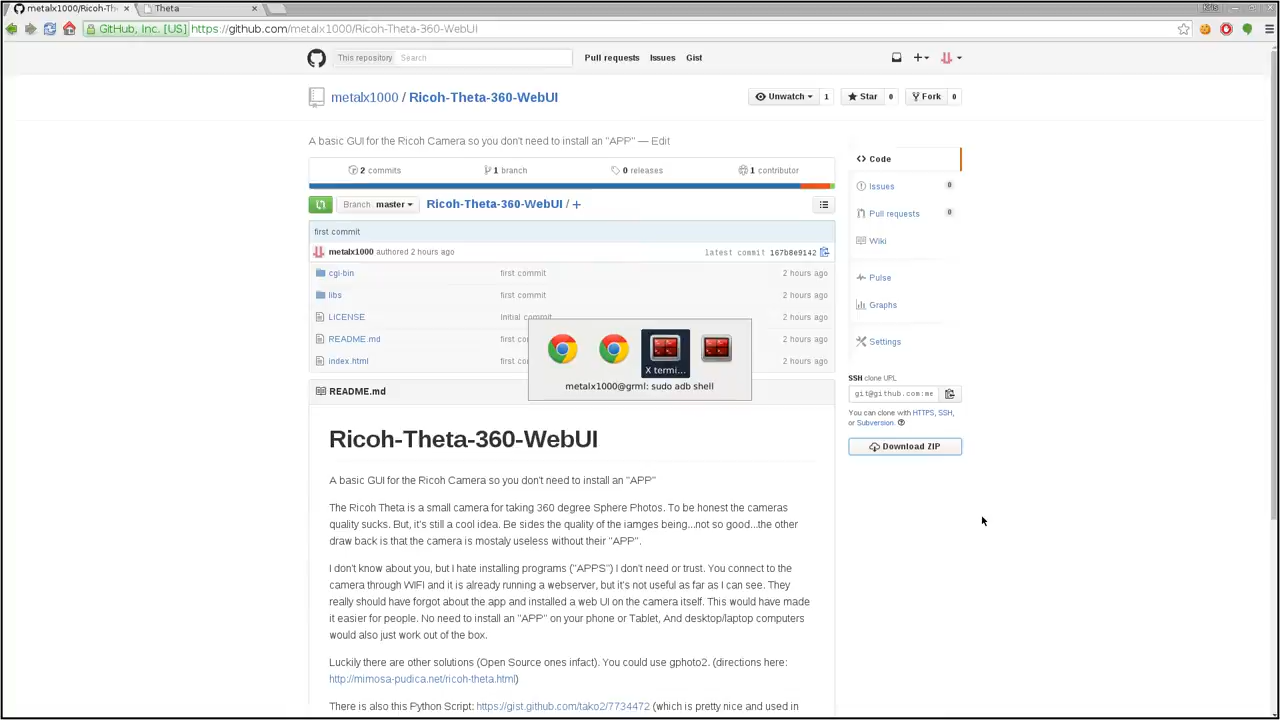 metalx1000/Ricoh-Th
Theta
GitHub, Inc. [US] https://github.com/metalx1000/Ricoh-Theta-360-WebUI
This repository Search Pull requests Issues Gist
metalx1000 / Ricoh-Theta-360-WebUI Unwatch 1 Star 0 Fork 0
A basic GUI for the Ricoh Camera so you don't need to install an "APP" — Edit
2 commits 1 branch 0 releases 1 contributor
Branch: master Ricoh-Theta-360-WebUI / +
first commit
metalx1000 authored 2 hours ago latest commit 167b8e9142
cgi-bin first commit 2 hours ago
libs first commit 2 hours ago
LICENSE Initial commit 2 hours ago
README.md first co 2 hours ago
index.html first co 2 hours ago
X termi...
metalx1000@grml: sudo adb shell
README.md
Ricoh-Theta-360-WebUI
A basic GUI for the Ricoh Camera so you don't need to install an "APP"
The Ricoh Theta is a small camera for taking 360 degree Sphere Photos. To be honest the cameras
quality sucks. But, it's still a cool idea. Be sides the quality of the iamges being...not so good...the other
draw back is that the camera is mostaly useless without their "APP".
I don't know about you, but I hate installing programs ("APPS") I don't need or trust. You connect to the
camera through WIFI and it is already running a webserver, but it's not useful as far as I can see. They
really should have forgot about the app and installed a web UI on the camera itself. This would have made
it easier for people. No need to install an "APP" on your phone or Tablet, And desktop/laptop computers
would also just work out of the box.
Luckily there are other solutions (Open Source ones infact). You could use gphoto2. (directions here:
http://mimosa-pudica.net/ricoh-theta.html)
There is also this Python Script: https://gist.github.com/tako2/7734472 (which is pretty nice and used in
Code
Issues 0
Pull requests 0
Wiki
Pulse
Graphs
Settings
SSH clone URL
git@github.com:me
You can clone with HTTPS, SSH,
or Subversion.
Download ZIP